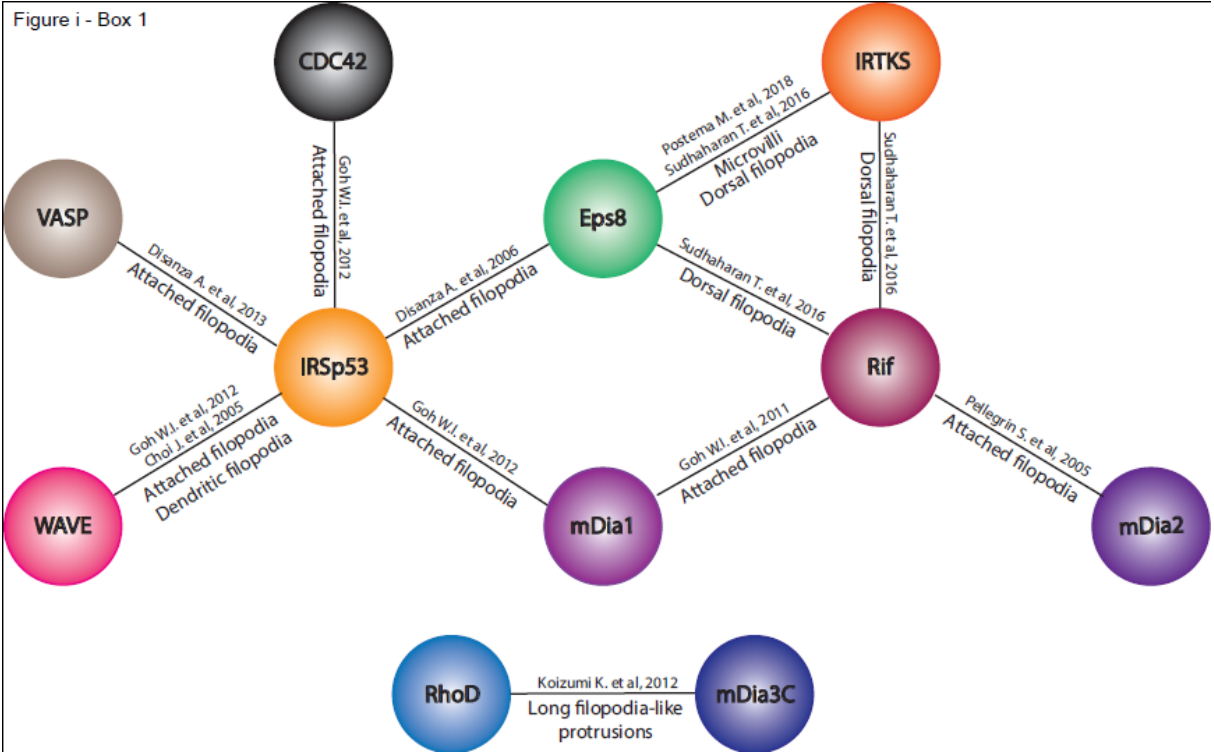 Figure i - Box 1
CDC42
IRTKS
VASP
Eps8
IRSp53
Rif
WAVE
mDia1
mDia2
RhoD
mDia3C
Goh W.I. et al, 2012
Attached filopodia
Postema M. et al, 2018
Sudhaharan T. et al, 2016
Microvilli
Dorsal filopodia
Sudhaharan T. et al, 2016
Dorsal filopodia
Disanza A. et al, 2013
Attached filopodia
Disanza A. et al, 2006
Attached filopodia
Sudhaharan T. et al, 2016
Dorsal filopodia
Goh W.I. et al, 2012
Choi J. et al, 2005
Attached filopodia
Dendritic filopodia
Goh W.I. et al, 2012
Attached filopodia
Goh W.I. et al, 2011
Attached filopodia
Pellegrin S. et al, 2005
Attached filopodia
Koizumi K. et al, 2012
Long filopodia-like
protrusions